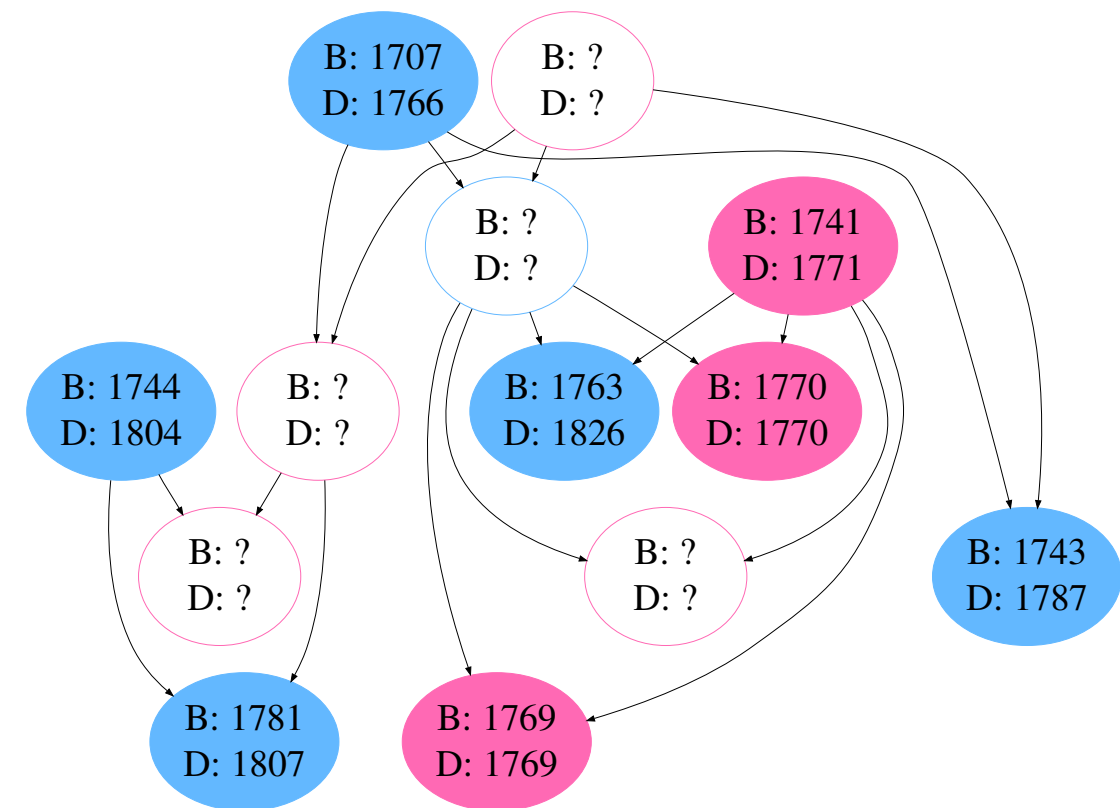 B: 1707
D: 1766
B: ?
D: ?
B: ?
D: ?
B: 1741
D: 1771
B: 1744
D: 1804
B: ?
D: ?
B: 1763
D: 1826
B: 1770
D: 1770
B: ?
D: ?
B: ?
D: ?
B: 1743
D: 1787
B: 1781
D: 1807
B: 1769
D: 1769